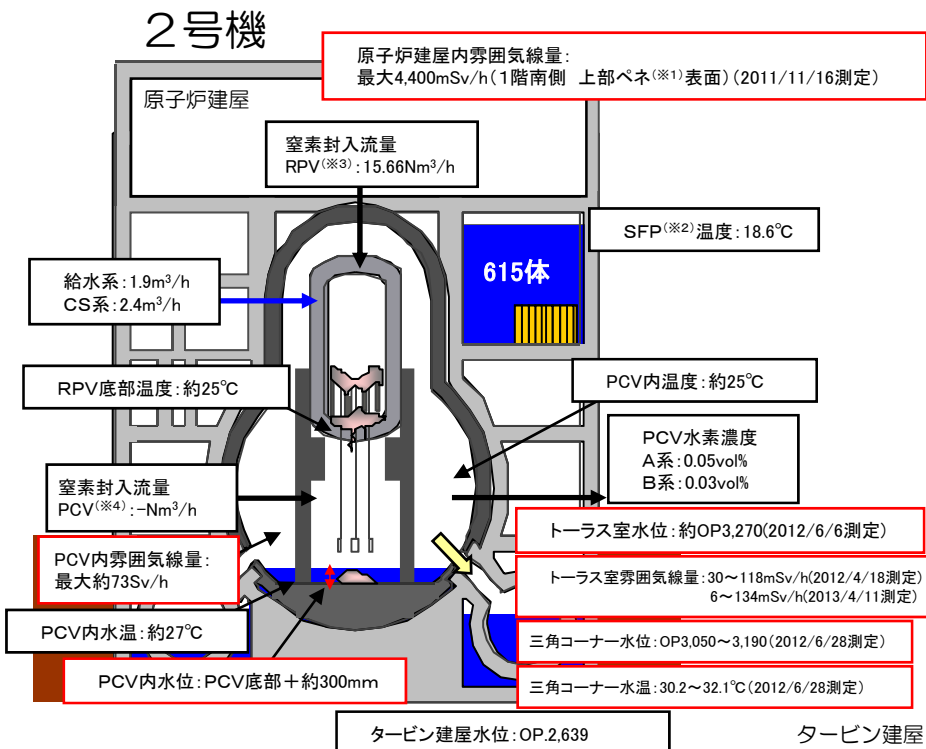 2号機
原子炉建屋内雰囲気線量:
最大4,400mSv/h(1階南側 上部ペネ(※1)表面)(2011/11/16測定)
原子炉建屋
窒素封入流量
RPV(※3):15.66Nm³/h
SFP(※2)温度:18.6℃
615体
給水系:1.9m³/h
CS系:2.4m³/h
RPV底部温度:約25℃
PCV内温度:約25℃
PCV水素濃度
A系:0.05vol%
B系:0.03vol%
窒素封入流量
PCV(※4):-Nm³/h
トーラス室水位:約OP3,270(2012/6/6測定)
PCV内雰囲気線量:
最大約73Sv/h
トーラス室雰囲気線量:30~118mSv/h(2012/4/18測定)
6~134mSv/h(2013/4/11測定)
PCV内水温:約27℃
三角コーナー水位:OP3,050~3,190(2012/6/28測定)
三角コーナー水温:30.2~32.1℃(2012/6/28測定)
PCV内水位:PCV底部+約300mm
タービン建屋水位:OP.2,639
タービン建屋